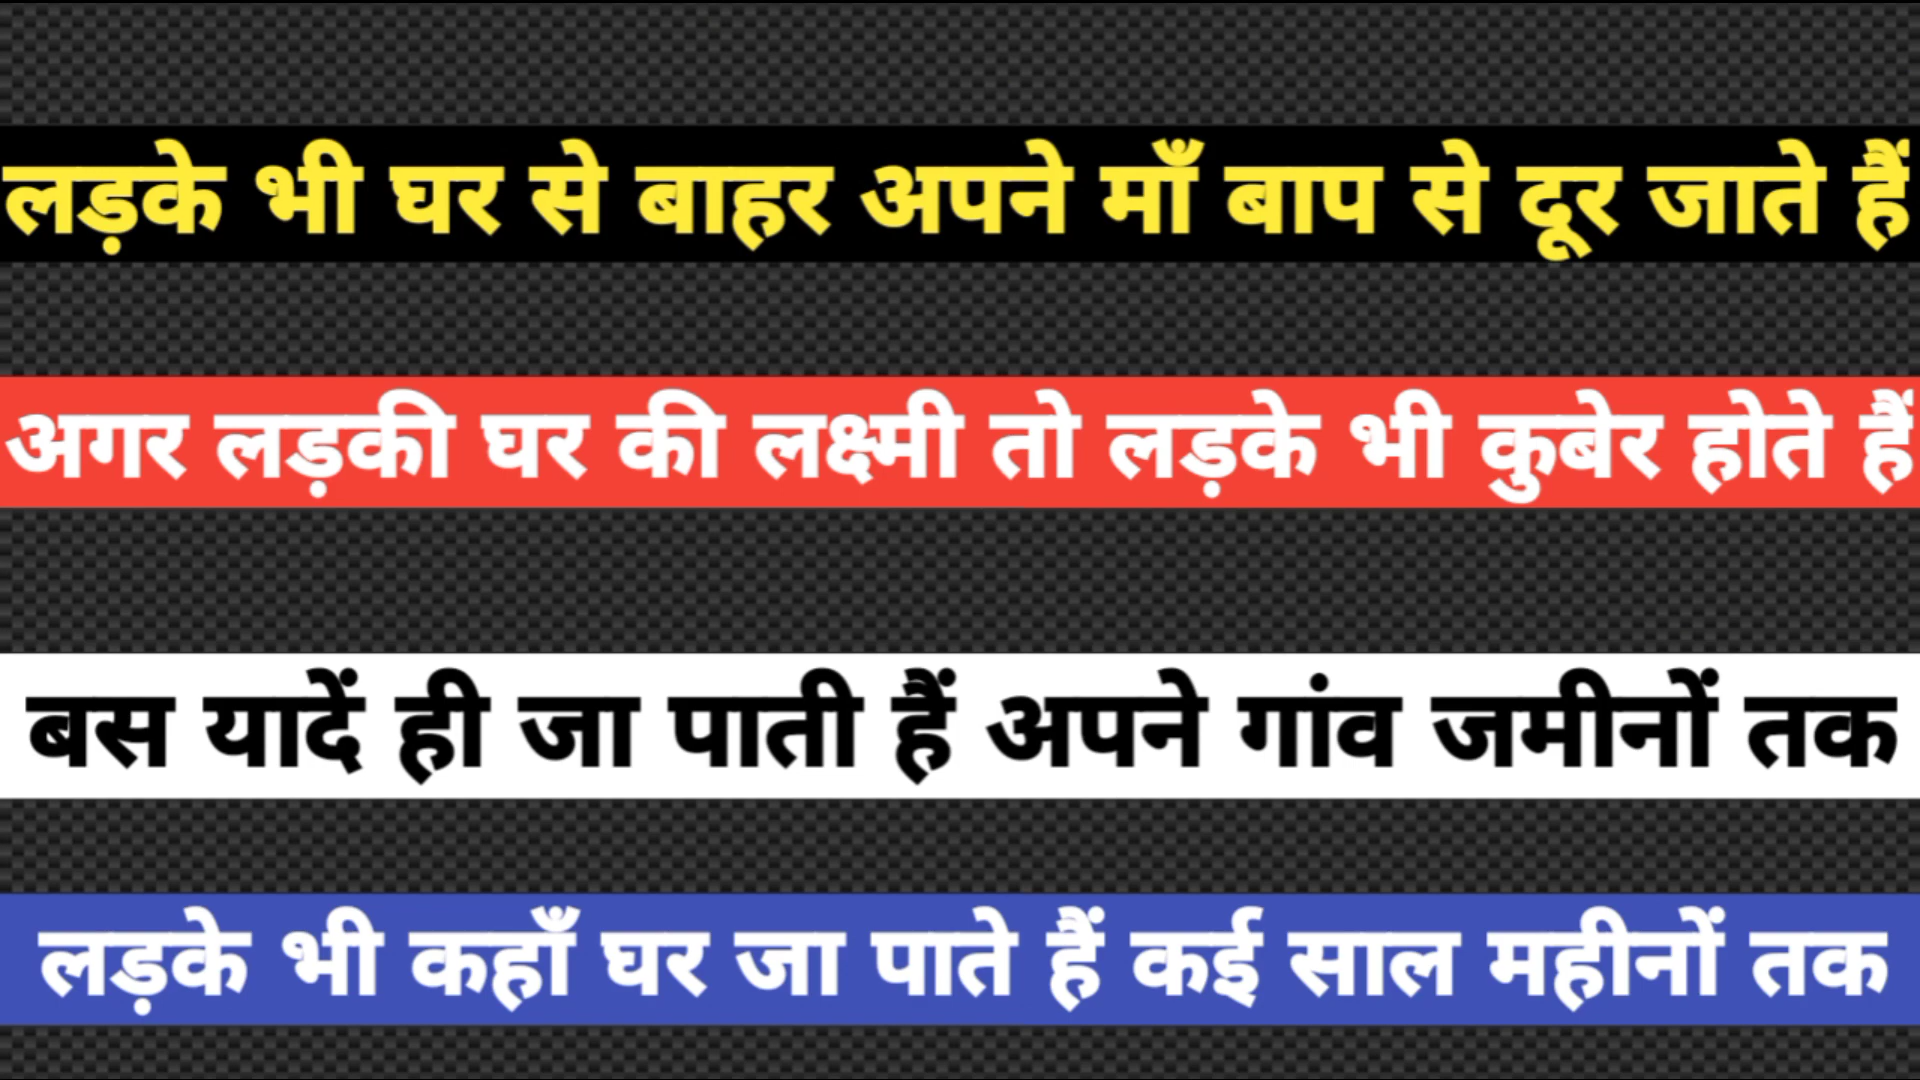 लड़के भी घर से बाहर अपने माँ बाप से दूर जाते हैं
अगर लड़की घर की लक्ष्मी तो लड़के भी कुबेर होते हैं
बस यादें ही जा पाती हैं अपने गांव जमीनों तक
लड़के भी कहाँ घर जा पाते हैं कई साल महीनों तक